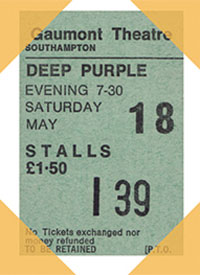 Gaumont Theatre
SOUTHAMPTON
DEEP PURPLE
EVENING 7-30
SATURDAY
MAY 18
STALLS
£1·50
I 39
No Tickets exchanged nor
money refunded
TO BE RETAINED [P.T.O.